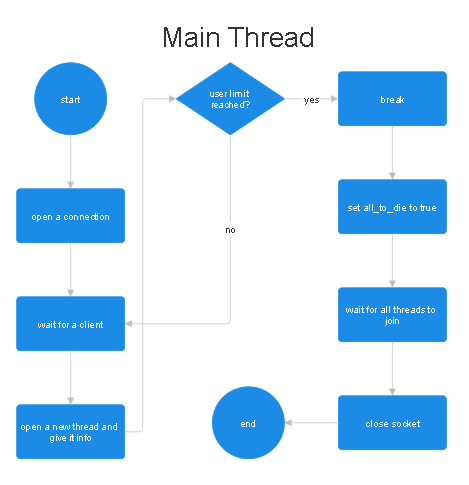 Main Thread
start
open a connection
wait for a client
open a new thread and
give it info
user limit
reached?
yes
no
break
set all_to_die to true
wait for all threads to
join
close socket
end